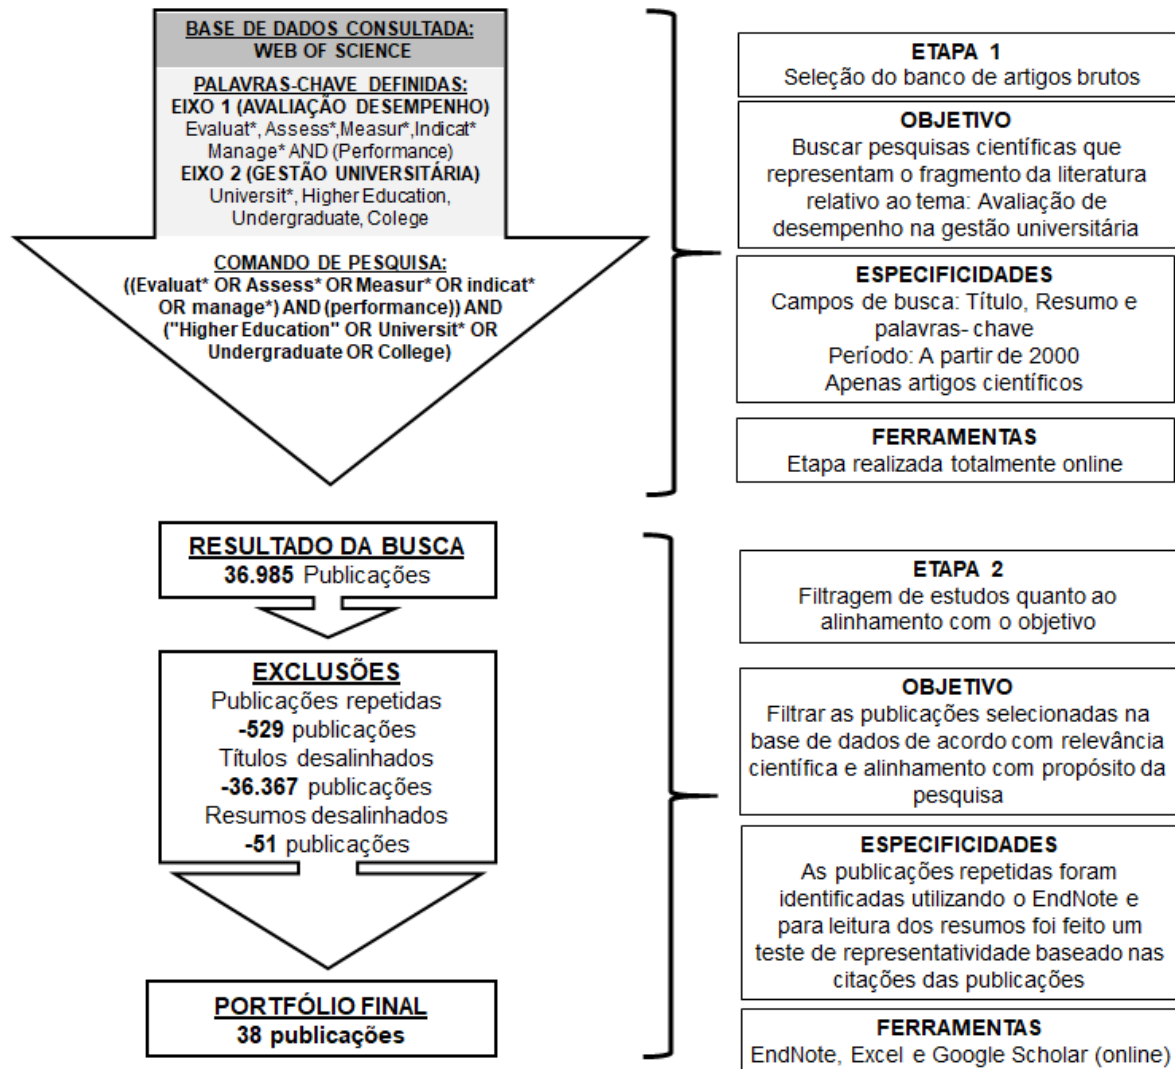 BASE DE DADOS CONSULTADA:
WEB OF SCIENCE
PALAVRAS-CHAVE DEFINIDAS:
EIXO 1 (AVALIAÇÃO DESEMPENHO)
Evaluat*, Assess*,Measur*,Indicat*
Manage* AND (Performance)
EIXO 2 (GESTÃO UNIVERSITÁRIA)
Universit*, Higher Education,
Undergraduate, Colege
COMANDO DE PESQUISA:
((Evaluat* OR Assess* OR Measur* OR indicat*
OR manage*) AND (performance)) AND
("Higher Education" OR Universit* OR
Undergraduate OR College)
ETAPA 1
Seleção do banco de artigos brutos
OBJETIVO
Buscar pesquisas científicas que
representam o fragmento da literatura
relativo ao tema: Avaliação de
desempenho na gestão universitária
ESPECIFICIDADES
Campos de busca: Título, Resumo e
palavras- chave
Período: A partir de 2000
Apenas artigos científicos
FERRAMENTAS
Etapa realizada totalmente online
RESULTADO DA BUSCA
36.985 Publicações
EXCLUSÕES
Publicações repetidas
-529 publicações
Títulos desalinhados
-36.367 publicações
Resumos desalinhados
-51 publicações
PORTFÓLIO FINAL
38 publicações
ETAPA 2
Filtragem de estudos quanto ao
alinhamento com o objetivo
OBJETIVO
Filtrar as publicações selecionadas na
base de dados de acordo com relevância
científica e alinhamento com propósito da
pesquisa
ESPECIFICIDADES
As publicações repetidas foram
identificadas utilizando o EndNote e
para leitura dos resumos foi feito um
teste de representatividade baseado nas
citações das publicações
FERRAMENTAS
EndNote, Excel e Google Scholar (online)